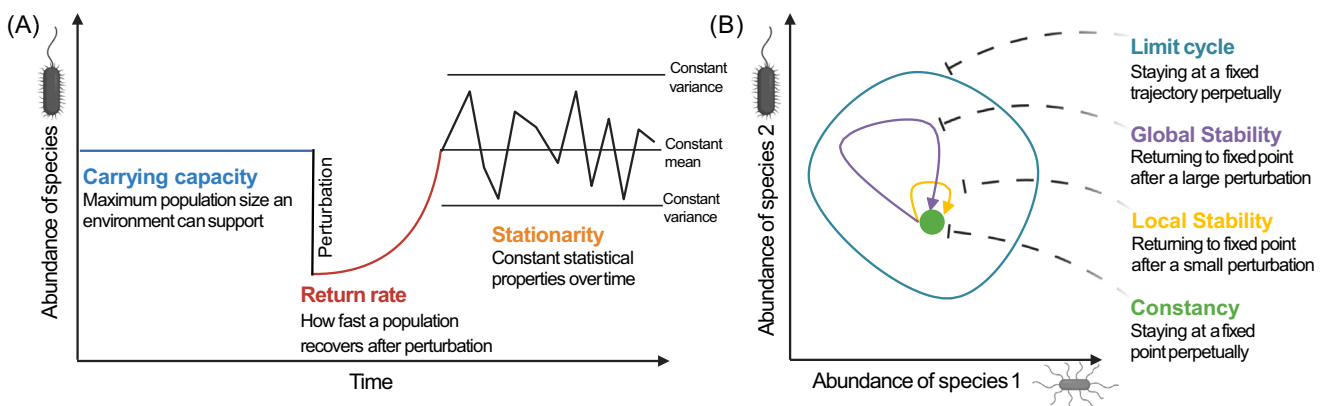 (A)
Abundance of species
Carrying capacity
Maximum population size an
environment can support
Perturbation
Return rate
How fast a population
recovers after perturbation
Constant
variance
Constant
mean
Constant
variance
Stationarity
Constant statistical
properties over time
Time
(B)
Abundance of species 2
Limit cycle
Staying at a fixed
trajectory perpetually
Global Stability
Returning to fixed point
after a large perturbation
Local Stability
Returning to fixed point
after a small perturbation
Constancy
Staying at a fixed
point perpetually
Abundance of species 1